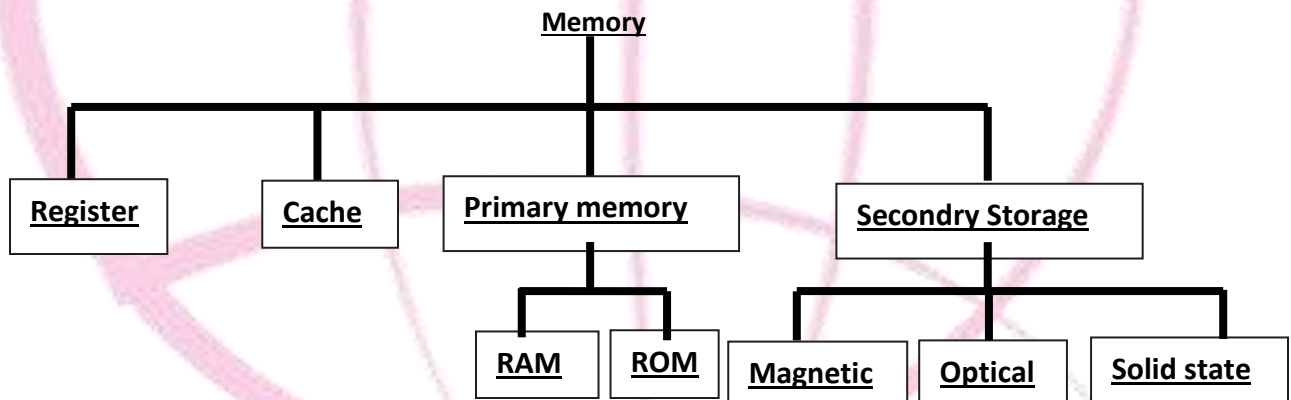 Memory
Register
Cache
Primary memory
Secondry Storage
RAM
ROM
Magnetic
Optical
Solid state